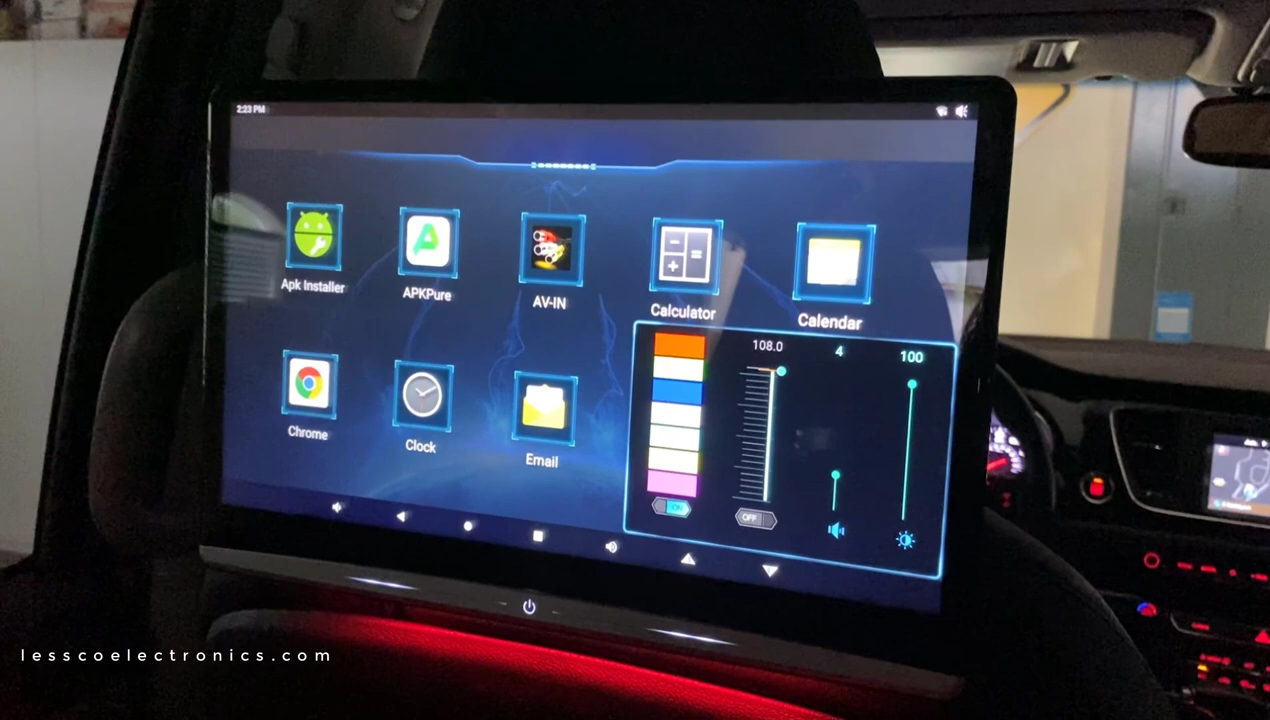 2:23 PM
Apk Installer
APKPure
AV-IN
Calculator
Calendar
Chrome
Clock
Email
108.0
4
100
ON
OFF
lesscoelectronics.com